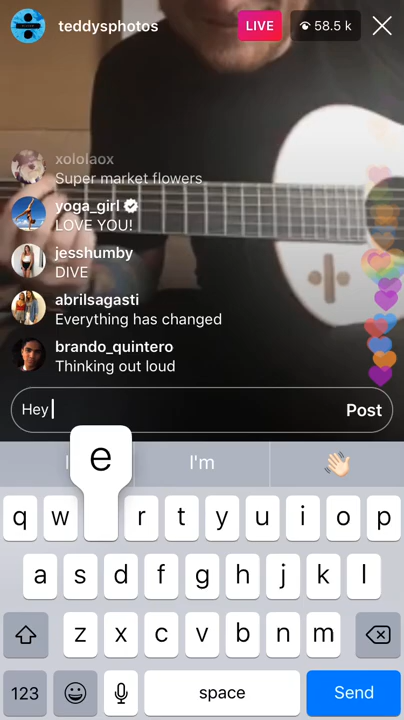 teddysphotos
LIVE
58.5 k
xololaox
Super market flowers
yoga_girl
LOVE YOU!
jesshumby
DIVE
abrilsagasti
Everything has changed
brando_quintero
Thinking out loud
Hey
Post
I'm
e
q w r t y u i o p
a s d f g h j k l
z x c v b n m
123 space Send